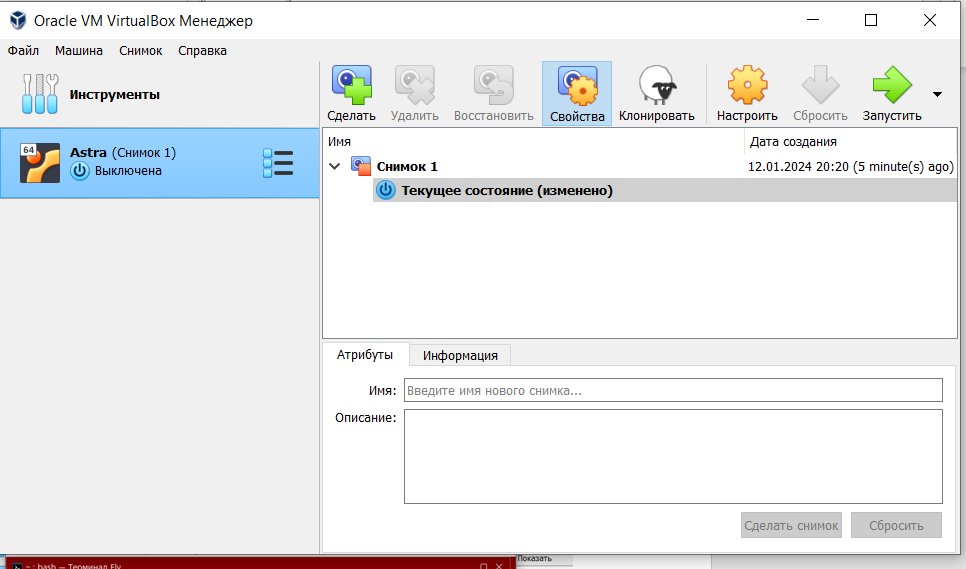 Oracle VM VirtualBox Менеджер
Файл Машина Снимок Справка
Инструменты
Сделать Удалить Восстановить Свойства Клонировать Настроить Сбросить Запустить
64
Astra (Снимок 1)
Выключена
Имя Дата создания
Снимок 1 12.01.2024 20:20 (5 minute(s) ago)
Текущее состояние (изменено)
Атрибуты Информация
Имя: Введите имя нового снимка...
Описание:
Сделать снимок Сбросить
~ : bash — Терминал Fly
Показать